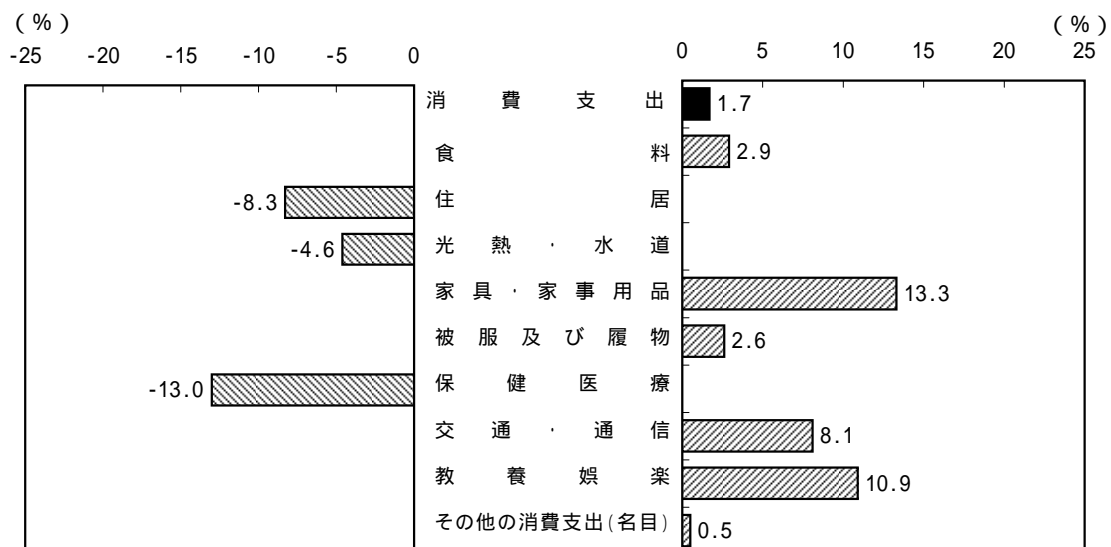 (%) (%)
-25 -20 -15 -10 -5 0 0 5 10 15 20 25
消費支出 1.7
食料 2.9
-8.3 住居
-4.6 光熱・水道
家具・家事用品 13.3
被服及び履物 2.6
-13.0 保健医療
交通・通信 8.1
教養娯楽 10.9
その他の消費支出(名目) 0.5